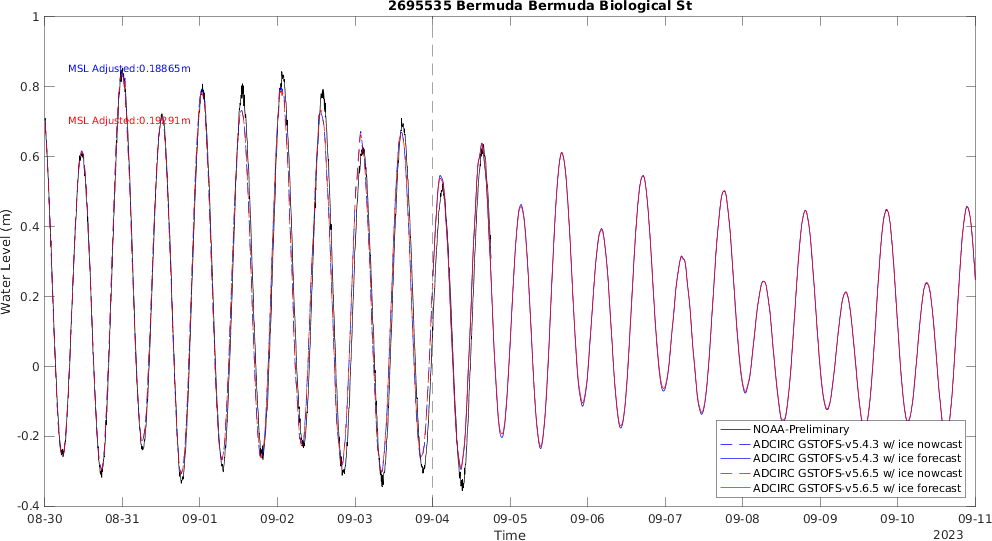 2695535 Bermuda Bermuda Biological St
1
0.8
0.6
0.4
0.2
0
-0.2
-0.4
Water Level (m)
MSL Adjusted:0.18865m
MSL Adjusted:0.19291m
NOAA-Preliminary
ADCIRC GSTOFS-v5.4.3 w/ ice nowcast
ADCIRC GSTOFS-v5.4.3 w/ ice forecast
ADCIRC GSTOFS-v5.6.5 w/ ice nowcast
ADCIRC GSTOFS-v5.6.5 w/ ice forecast
08-30 08-31 09-01 09-02 09-03 09-04 09-05 09-06 09-07 09-08 09-09 09-10 09-11
Time
2023